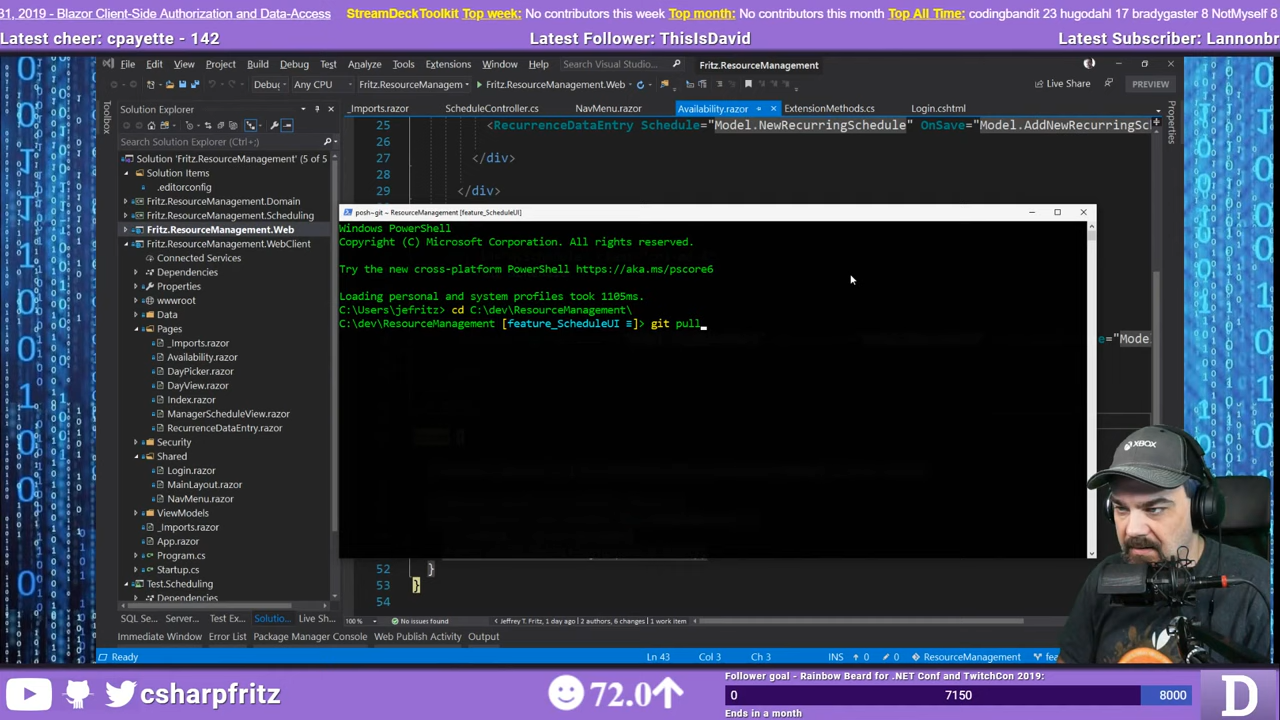 31, 2019 - Blazor Client-Side Authorization and Data-Access
StreamDeckToolkit Top week: No contributors this week Top month: No contributors this month Top All Time: codingbandit 23 hugodahl 17 bradygaster 8 NotMyself 8
Latest cheer: cpayette - 142
Latest Follower: ThisIsDavid
Latest Subscriber: Lannonbr
File Edit View Project Build Debug Test Analyze Tools Extensions Window Help Search Visual Studio... Fritz.ResourceManagement
Debug Any CPU Fritz.ResourceManagem Fritz.ResourceManagement.Web Live Share PREVIEW
Toolbox
Solution Explorer
Search Solution Explorer (Ctrl+;)
Solution 'Fritz.ResourceManagement' (5 of 5
Solution Items
.editorconfig
Fritz.ResourceManagement.Domain
Fritz.ResourceManagement.Scheduling
Fritz.ResourceManagement.Web
Fritz.ResourceManagement.WebClient
Connected Services
Dependencies
Properties
wwwroot
Data
Pages
_Imports.razor
Availability.razor
DayPicker.razor
DayView.razor
Index.razor
ManagerScheduleView.razor
RecurrenceDataEntry.razor
Security
Shared
Login.razor
MainLayout.razor
NavMenu.razor
ViewModels
_Imports.razor
App.razor
Program.cs
Startup.cs
Test.Scheduling
Dependencies
SQL Se... Server... Test Ex... Solutio... Live Sh...
_Imports.razor ScheduleController.cs NavMenu.razor Availability.razor ExtensionMethods.cs Login.cshtml
Properties
25 <RecurrenceDataEntry Schedule="Model.NewRecurringSchedule" OnSave="Model.AddNewRecurringSc
26
27 </div>
28
29 </div>
posh~git ~ ResourceManagement [feature_ScheduleUI]
Windows PowerShell
Copyright (C) Microsoft Corporation. All rights reserved.
Try the new cross-platform PowerShell https://aka.ms/pscore6
Loading personal and system profiles took 1105ms.
C:\Users\jefritz> cd C:\dev\ResourceManagement\
C:\dev\ResourceManagement [feature_ScheduleUI ≡]> git pull
e="Model
52 }
53 }
54
100 % No issues found Jeffrey T. Fritz, 1 day ago | 2 authors, 6 changes | 1 work item
Immediate Window Error List Package Manager Console Web Publish Activity Output
Ready Ln 43 Col 3 Ch 3 INS 0 0 ResourceManagement fea
XBOX
csharpfritz
72.0
Follower goal - Rainbow Beard for .NET Conf and TwitchCon 2019:
0 7150 8000
Ends in a month
D